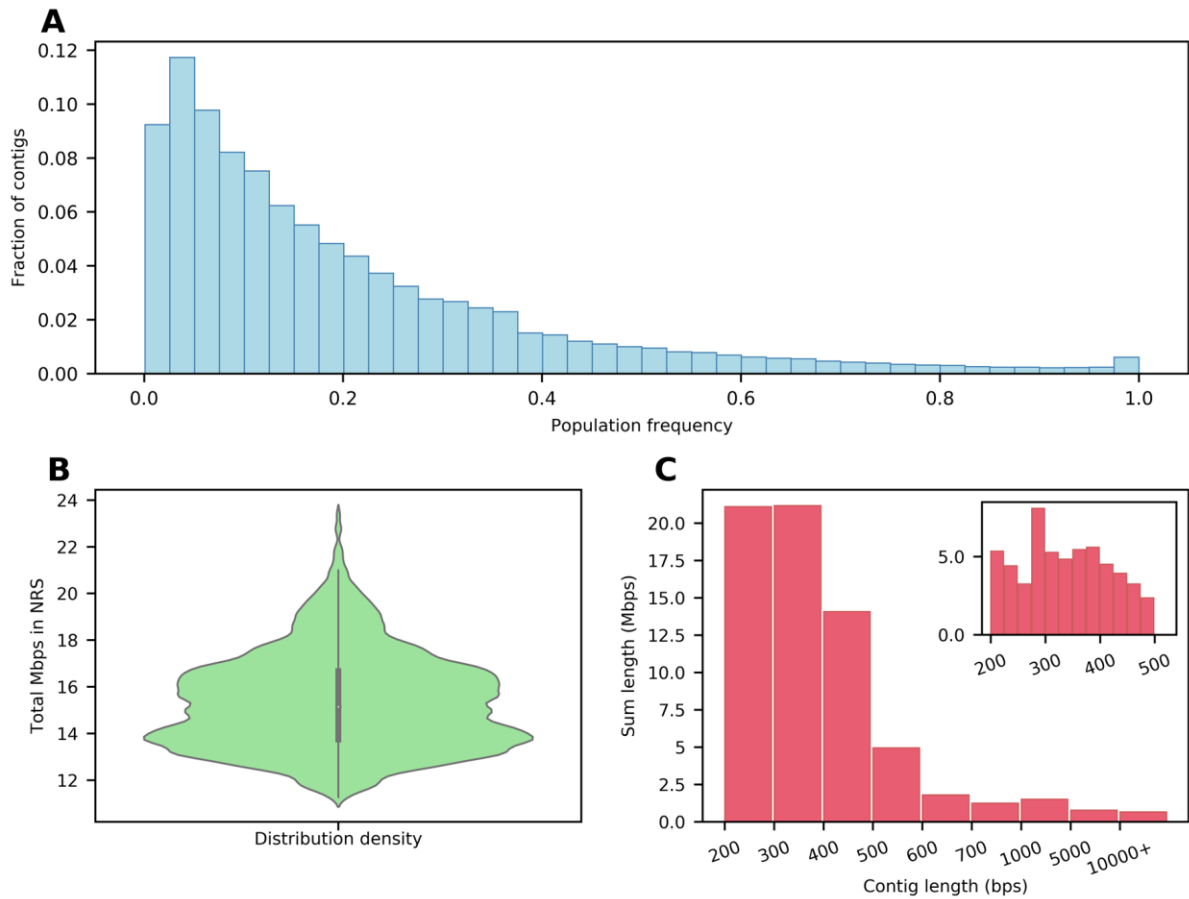 A
Fraction of contigs
0.12
0.10
0.08
0.06
0.04
0.02
0.00
0.0 0.2 0.4 0.6 0.8 1.0
Population frequency
B
Total Mbps in NRS
24
22
20
18
16
14
12
Distribution density
C
Sum length (Mbps)
20.0
17.5
15.0
12.5
10.0
7.5
5
2.5
0.0
200 300 400 500 600 700 1000 5000 10000+
Contig length (bps)
5.0
0.0
200 300 400 500